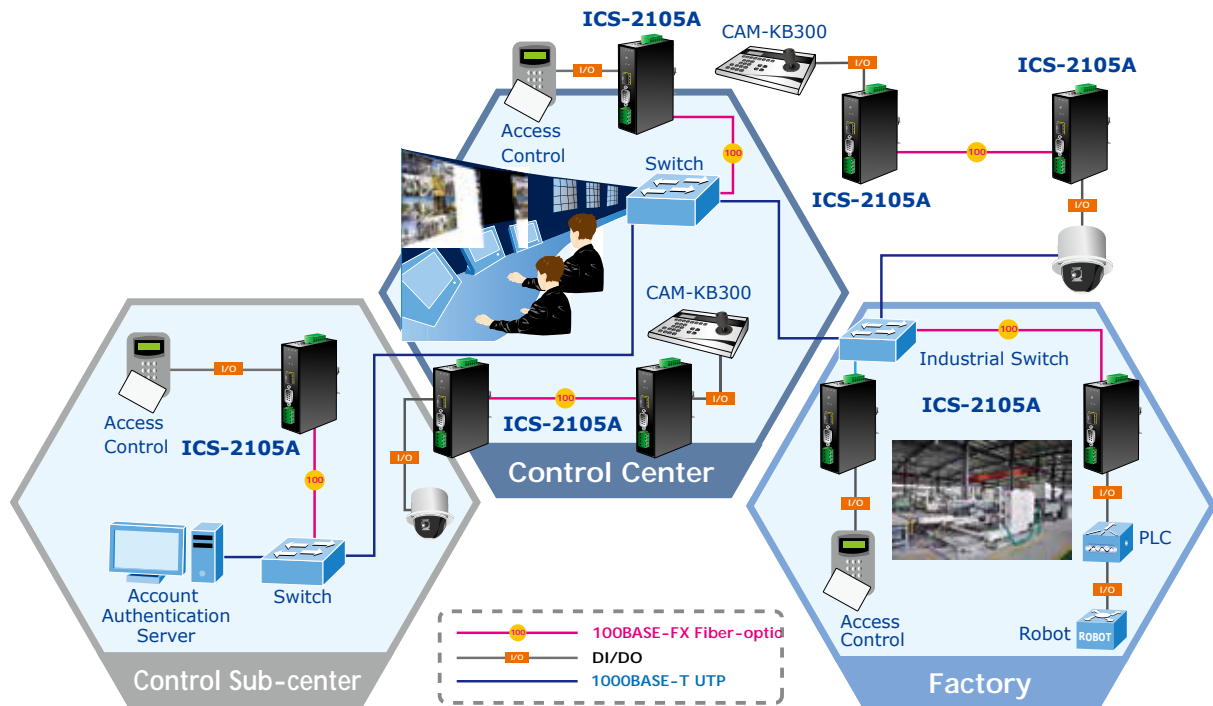 ICS-2105A
I/O
Access
Control
100
Switch
CAM-KB300
I/O
ICS-2105A
100
ICS-2105A
I/O
CAM-KB300
I/O
100
ICS-2105A
I/O
Control Center
I/O
Access
Control
ICS-2105A
100
Account
Authentication
Server
Switch
Control Sub-center
Industrial Switch
100
ICS-2105A
I/O
Access
Control
I/O
PLC
I/O
Robot
ROBOT
Factory
100
100BASE-FX Fiber-optic
I/O
DI/DO
1000BASE-T UTP